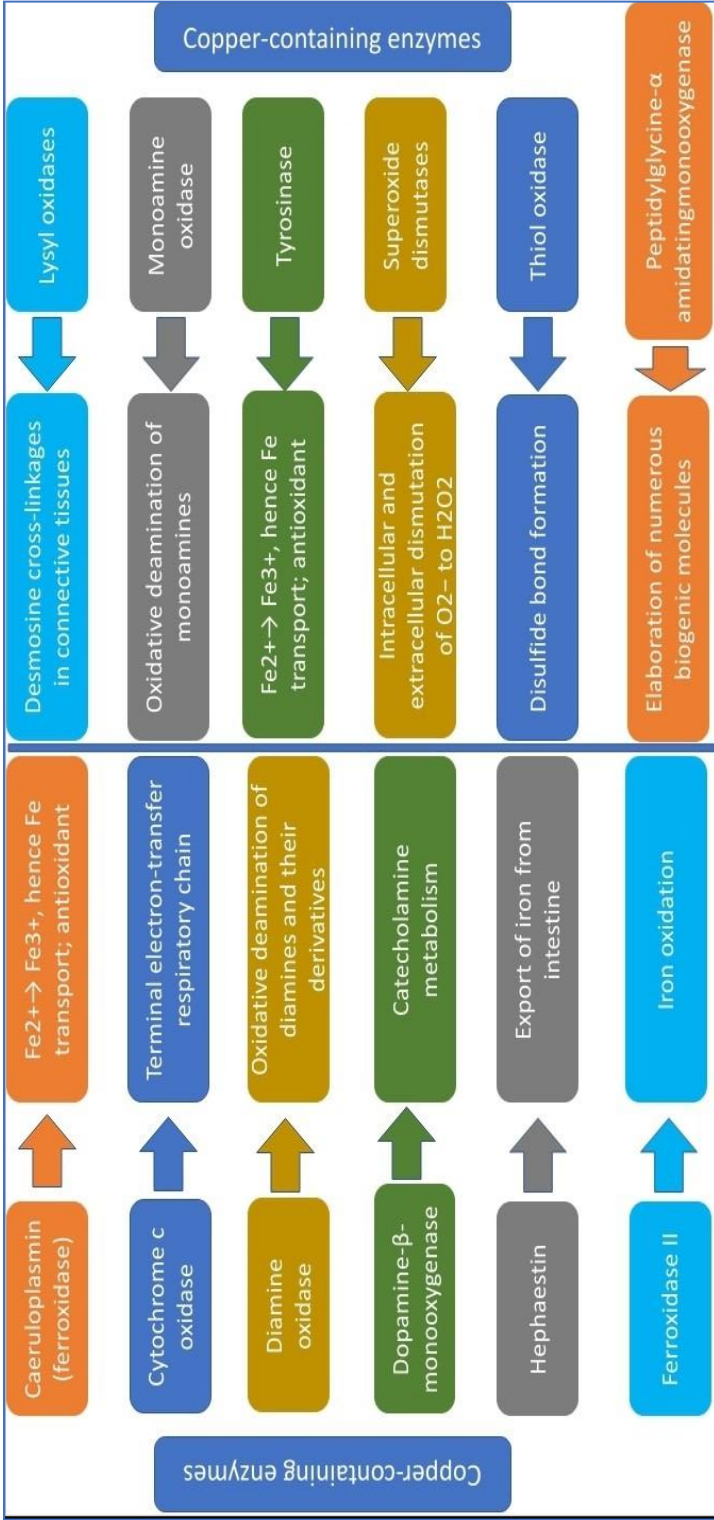 Copper-containing enzymes
Caeruloplasmin
(ferroxidase)
Fe2+→ Fe3+, hence Fe
transport; antioxidant
Cytochrome c
oxidase
Terminal electron-transfer
respiratory chain
Diamine
oxidase
Oxidative deamination of
diamines and their
derivatives
Dopamine-β-
monooxygenase
Catecholamine
metabolism
Hephaestin
Export of iron from
intestine
Ferroxidase II
Iron oxidation
Desmosine cross-linkages
in connective tissues
Lysyl oxidases
Oxidative deamination of
monoamines
Monoamine
oxidase
Fe2+→ Fe3+, hence Fe
transport; antioxidant
Tyrosinase
Intracellular and
extracellular dismutation
of O2− to H2O2
Superoxide
dismutases
Disulfide bond formation
Thiol oxidase
Elaboration of numerous
biogenic molecules
Peptidylglycine-α
amidatingmonooxygenase
Copper-containing enzymes